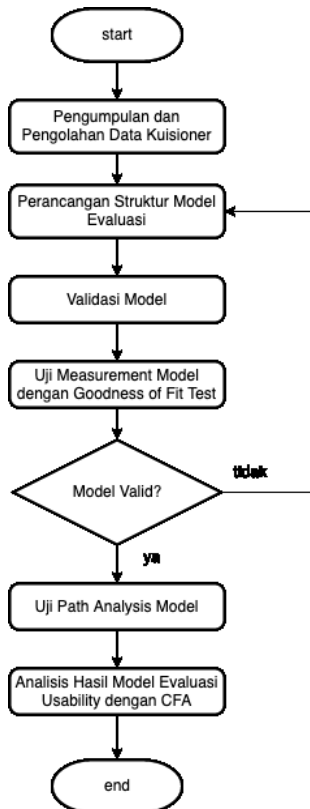 start
Pengumpulan dan
Pengolahan Data Kuisioner
Perancangan Struktur Model
Evaluasi
Validasi Model
Uji Measurement Model
dengan Goodness of Fit Test
Model Valid?
tidak
ya
Uji Path Analysis Model
Analisis Hasil Model Evaluasi
Usability dengan CFA
end